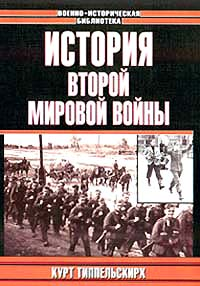 ВОЕННО-ИСТОРИЧЕСКАЯ
БИБЛИОТЕКА
ИСТОРИЯ
ВТОРОЙ
МИРОВОЙ ВОЙНЫ
КУРТ ТИППЕЛЬСКИРХ